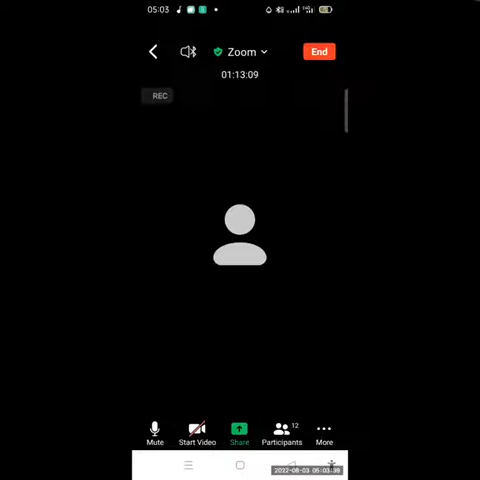 05:03
Zoom
End
01:13:09
REC
Mute
Start Video
Share
Participants
12
More
2022-08-03 05:03:39